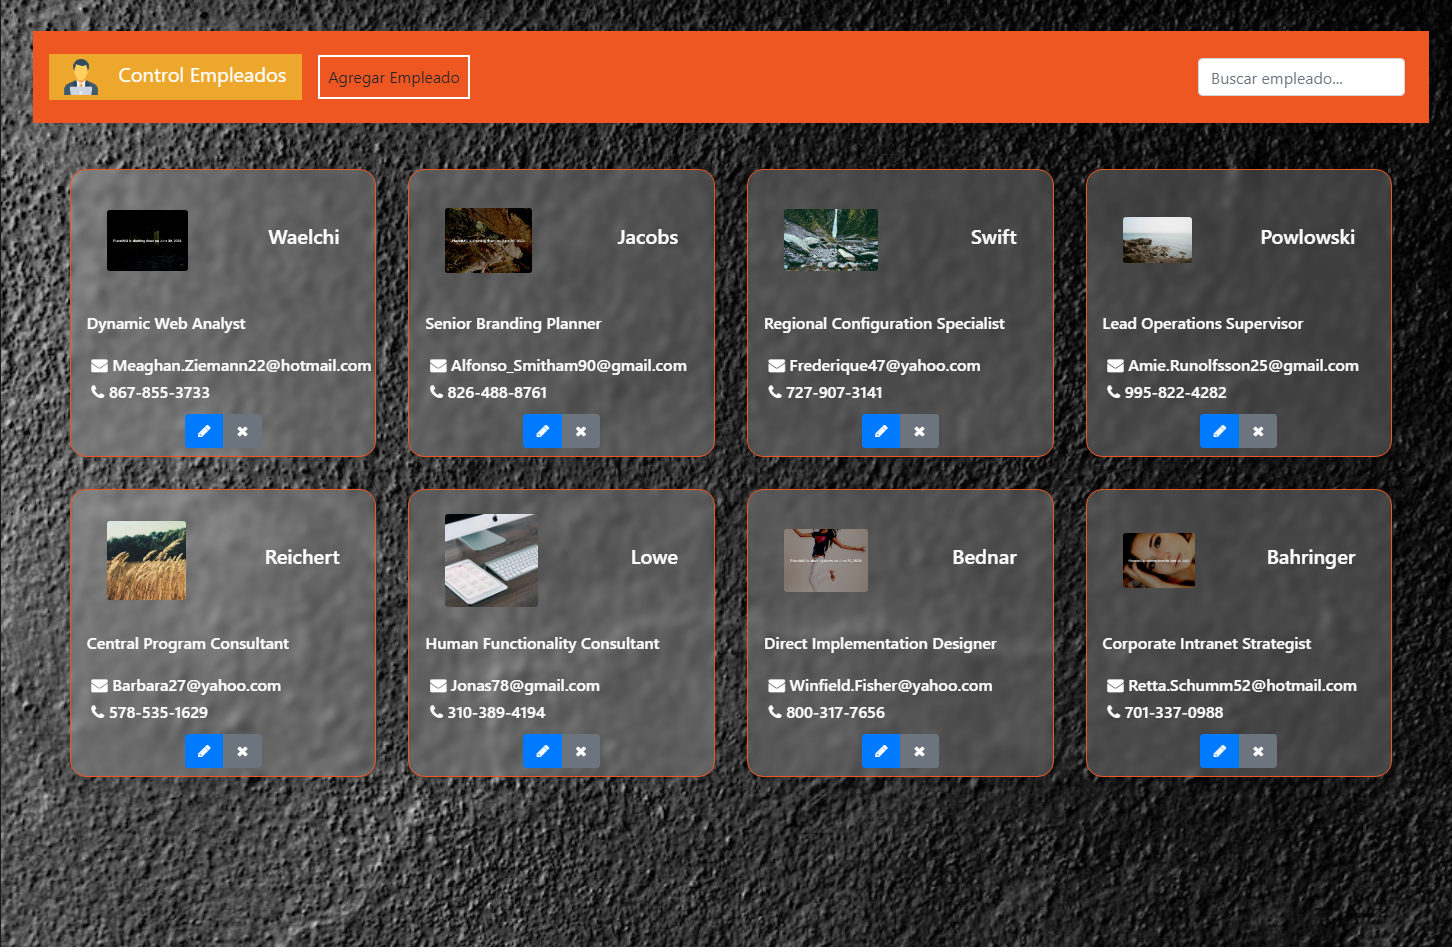 Control Empleados
Agregar Empleado
Buscar empleado...
Waelchi
Dynamic Web Analyst
Meaghan.Ziemann22@hotmail.com
867-855-3733
Jacobs
Senior Branding Planner
Alfonso_Smitham90@gmail.com
826-488-8761
Swift
Regional Configuration Specialist
Frederique47@yahoo.com
727-907-3141
Powlowski
Lead Operations Supervisor
Amie.Runolfsson25@gmail.com
995-822-4282
Reichert
Central Program Consultant
Barbara27@yahoo.com
578-535-1629
Lowe
Human Functionality Consultant
Jonas78@gmail.com
310-389-4194
Bednar
Direct Implementation Designer
Winfield.Fisher@yahoo.com
800-317-7656
Bahringer
Corporate Intranet Strategist
Retta.Schumm52@hotmail.com
701-337-0988